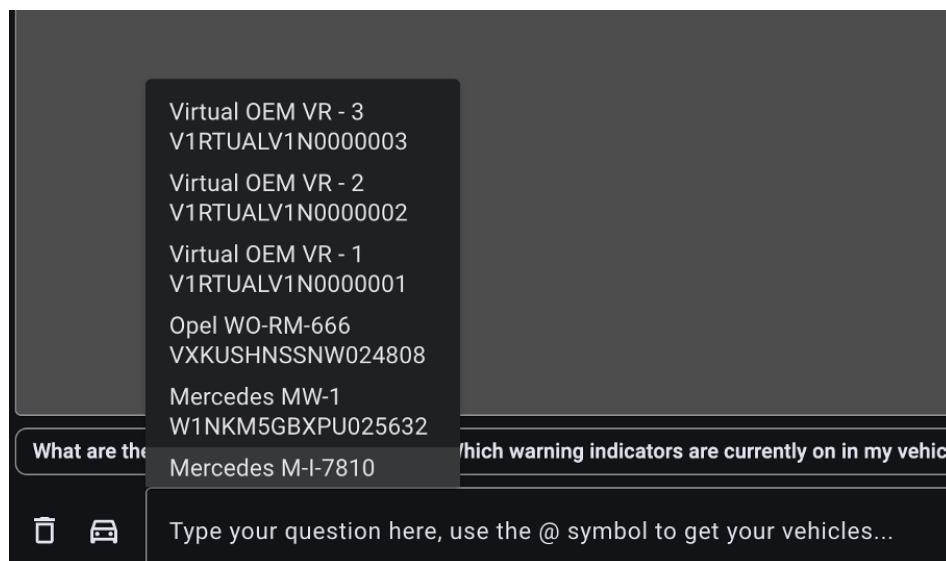 Virtual OEM VR - 3
V1RTUALV1N0000003
Virtual OEM VR - 2
V1RTUALV1N0000002
Virtual OEM VR - 1
V1RTUALV1N0000001
Opel WO-RM-666
VXKUSHNSSNW024808
Mercedes MW-1
W1NKM5GBXPU025632
Mercedes M-I-7810
What are the
hich warning indicators are currently on in my vehic
Type your question here, use the @ symbol to get your vehicles...